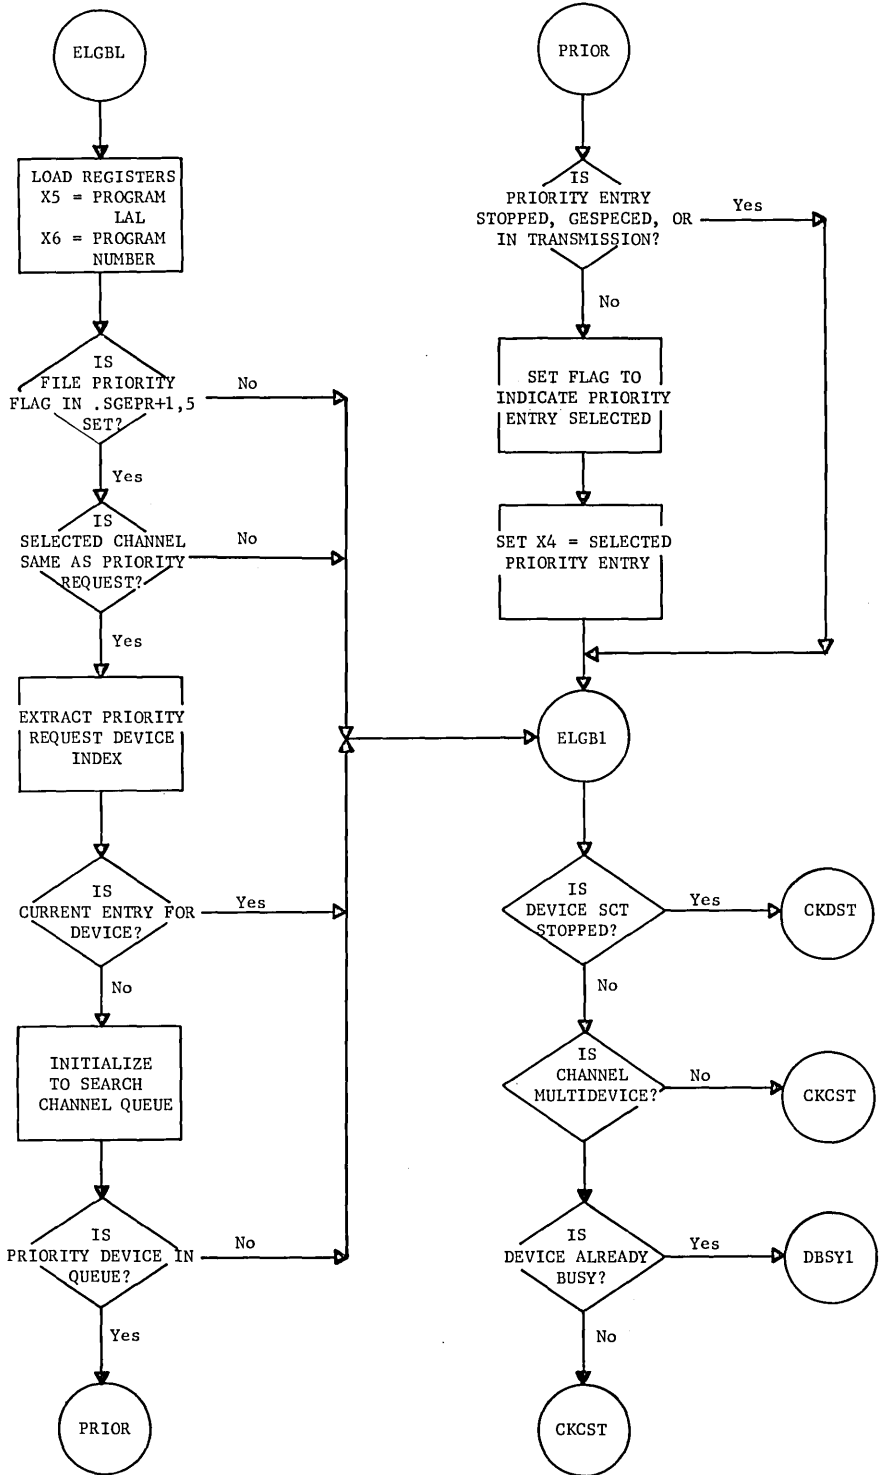 ELGBL
LOAD REGISTERS
X5 = PROGRAM
LAL
X6 = PROGRAM
NUMBER
IS
FILE PRIORITY
FLAG IN .SGEPR+1,5
SET?
No
Yes
IS
SELECTED CHANNEL
SAME AS PRIORITY
REQUEST?
No
Yes
EXTRACT PRIORITY
REQUEST DEVICE
INDEX
IS
CURRENT ENTRY FOR
DEVICE?
Yes
No
INITIALIZE
TO SEARCH
CHANNEL QUEUE
IS
PRIORITY DEVICE IN
QUEUE?
No
Yes
PRIOR
PRIOR
IS
PRIORITY ENTRY
STOPPED, GESPECED, OR
IN TRANSMISSION?
Yes
No
SET FLAG TO
INDICATE PRIORITY
ENTRY SELECTED
SET X4 = SELECTED
PRIORITY ENTRY
ELGB1
IS
DEVICE SCT
STOPPED?
Yes
CKDST
No
IS
CHANNEL
MULTIDEVICE?
No
CKCST
IS
DEVICE ALREADY
BUSY?
Yes
DBSY1
No
CKCST